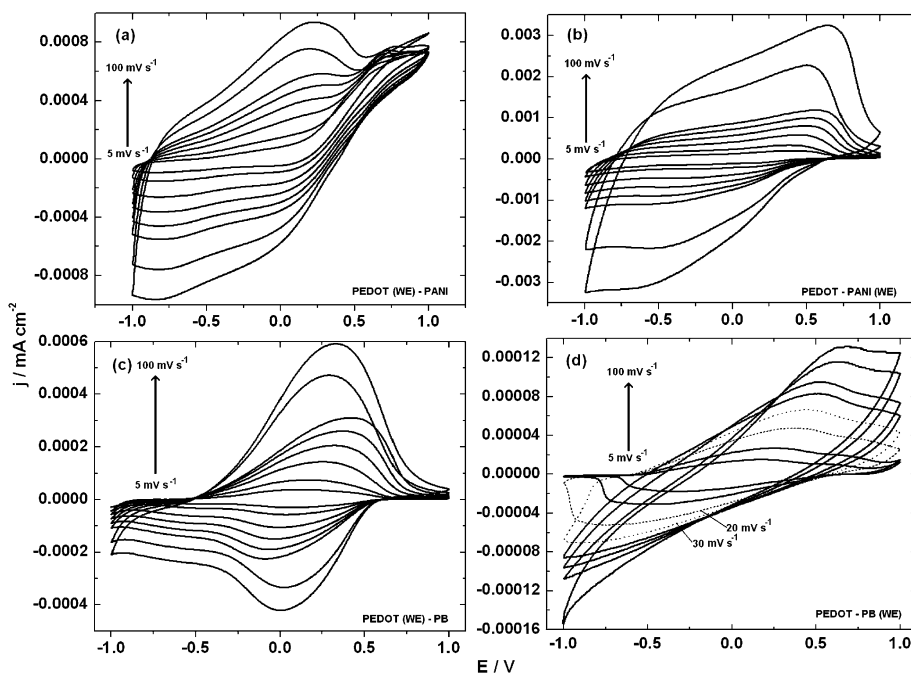 (a)
100 mV s⁻¹
5 mV s⁻¹
PEDOT (WE) - PANI
0.0008
0.0004
0.0000
-0.0004
-0.0008
-1.0 -0.5 0.0 0.5 1.0
(b)
100 mV s⁻¹
5 mV s⁻¹
PEDOT - PANI (WE)
0.003
0.002
0.001
0.000
-0.001
-0.002
-0.003
-1.0 -0.5 0.0 0.5 1.0
j / mA cm⁻²
(c)
100 mV s⁻¹
5 mV s⁻¹
PEDOT (WE) - PB
0.0006
0.0004
0.0002
0.0000
-0.0002
-0.0004
-1.0 -0.5 0.0 0.5 1.0
(d)
100 mV s⁻¹
5 mV s⁻¹
20 mV s⁻¹
30 mV s⁻¹
PEDOT - PB (WE)
0.00012
0.00008
0.00004
0.00000
-0.00004
-0.00008
-0.00012
-0.00016
-1.0 -0.5 0.0 0.5 1.0
E / V